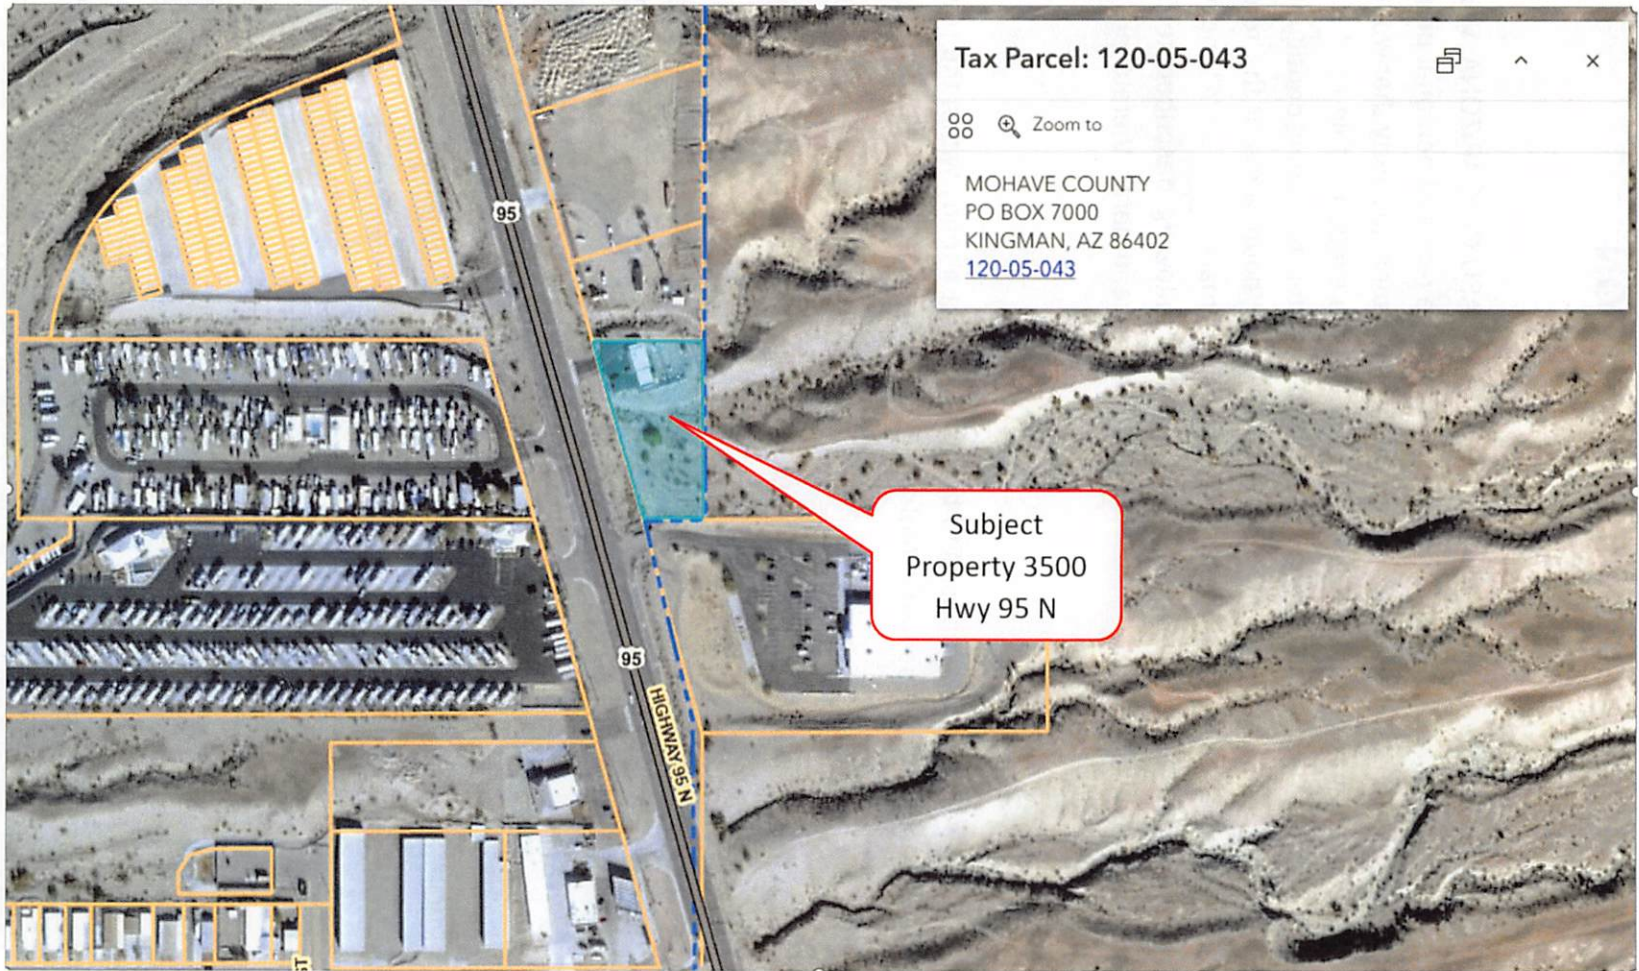 Tax Parcel: 120-05-043
Zoom to
MOHAVE COUNTY
PO BOX 7000
KINGMAN, AZ 86402
120-05-043
95
Subject
Property 3500
Hwy 95 N
95
HIGHWAY 95 N
ST